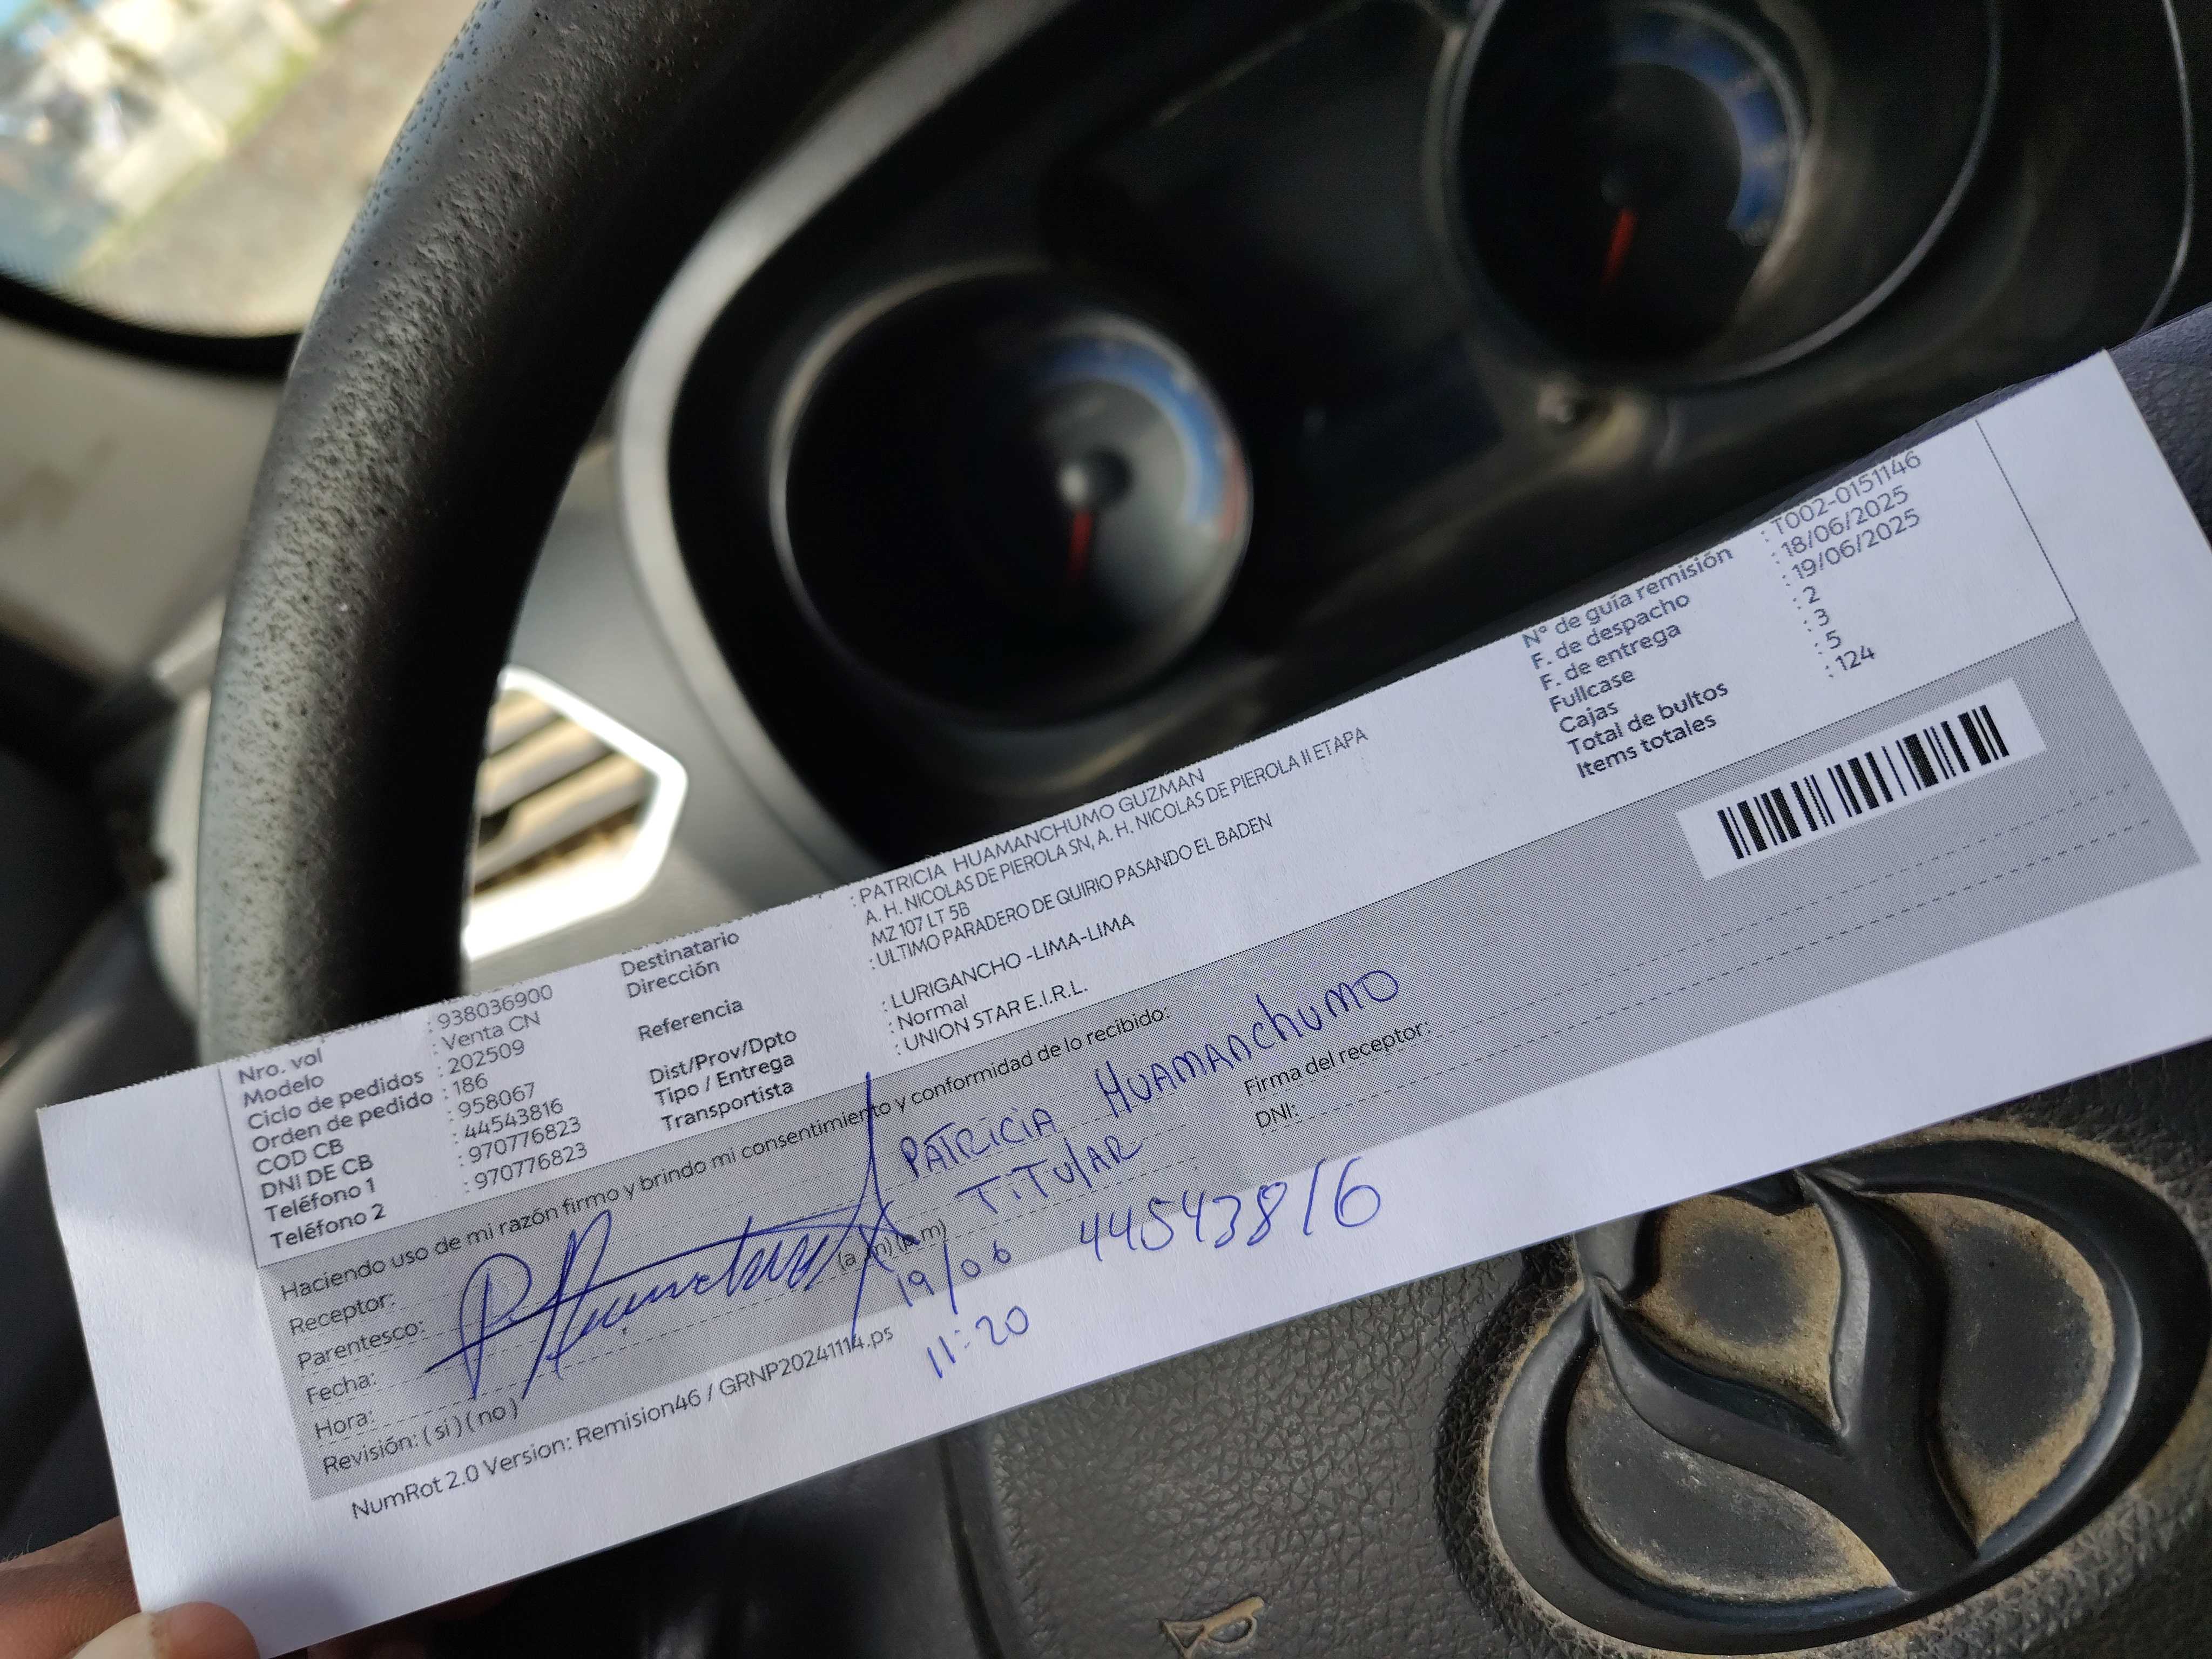 Nro. vol : 938036900
Modelo : Venta CN
Ciclo de pedidos : 202509
Orden de pedido : 186
COD CB : 958067
DNI DE CB : 44543816
Teléfono 1 : 970776823
Teléfono 2 : 970776823
Destinatario : PATRICIA HUAMANCHUMO GUZMAN
Dirección A. H. NICOLAS DE PIEROLA SN, A. H. NICOLAS DE PIEROLA II ETAPA
MZ 107 LT 5B
Referencia : ULTIMO PARADERO DE QUIRIO PASANDO EL BADEN
Dist/Prov/Dpto : LURIGANCHO -LIMA-LIMA
Tipo / Entrega : Normal
Transportista : UNION STAR E.I.R.L.
N° de guía remisión : T002-0151146
F. de despacho : 18/06/2025
F. de entrega : 19/06/2025
Fullcase : 2
Cajas : 3
Total de bultos : 5
Items totales : 124
Haciendo uso de mi razón firmo y brindo mi consentimiento y conformidad de lo recibido:
Receptor: PATRICIA HUAMANCHUMO
Parentesco: TITULAR
Fecha: 19/06 44543816
Hora: (a m) (p m) 11:20
Revisión: ( si ) ( no )
Firma del receptor:
DNI:
NumRot 2.0 Version: Remision46 / GRNP20241114.ps